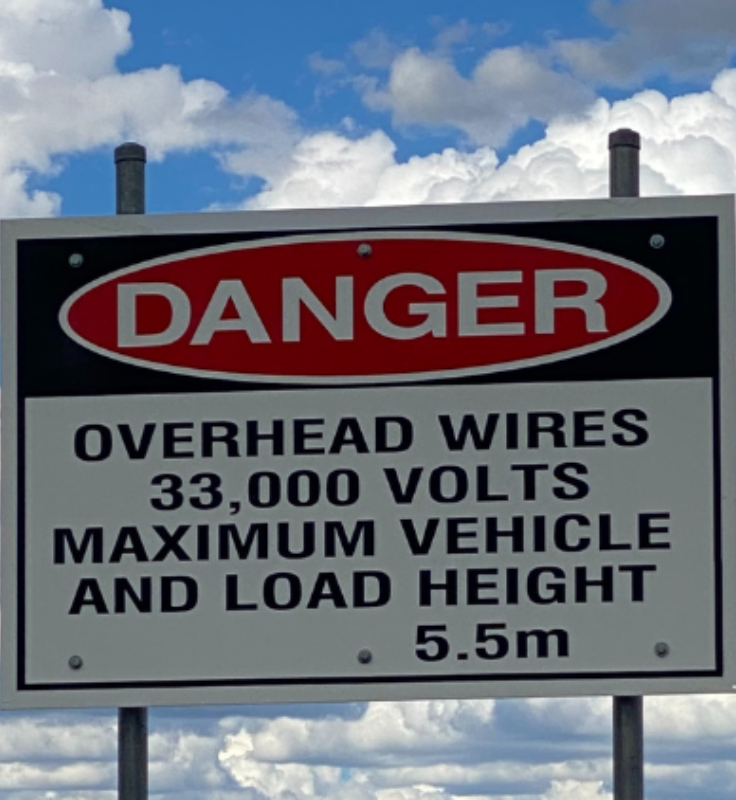 DANGER
OVERHEAD WIRES
33,000 VOLTS
MAXIMUM VEHICLE
AND LOAD HEIGHT
5.5m